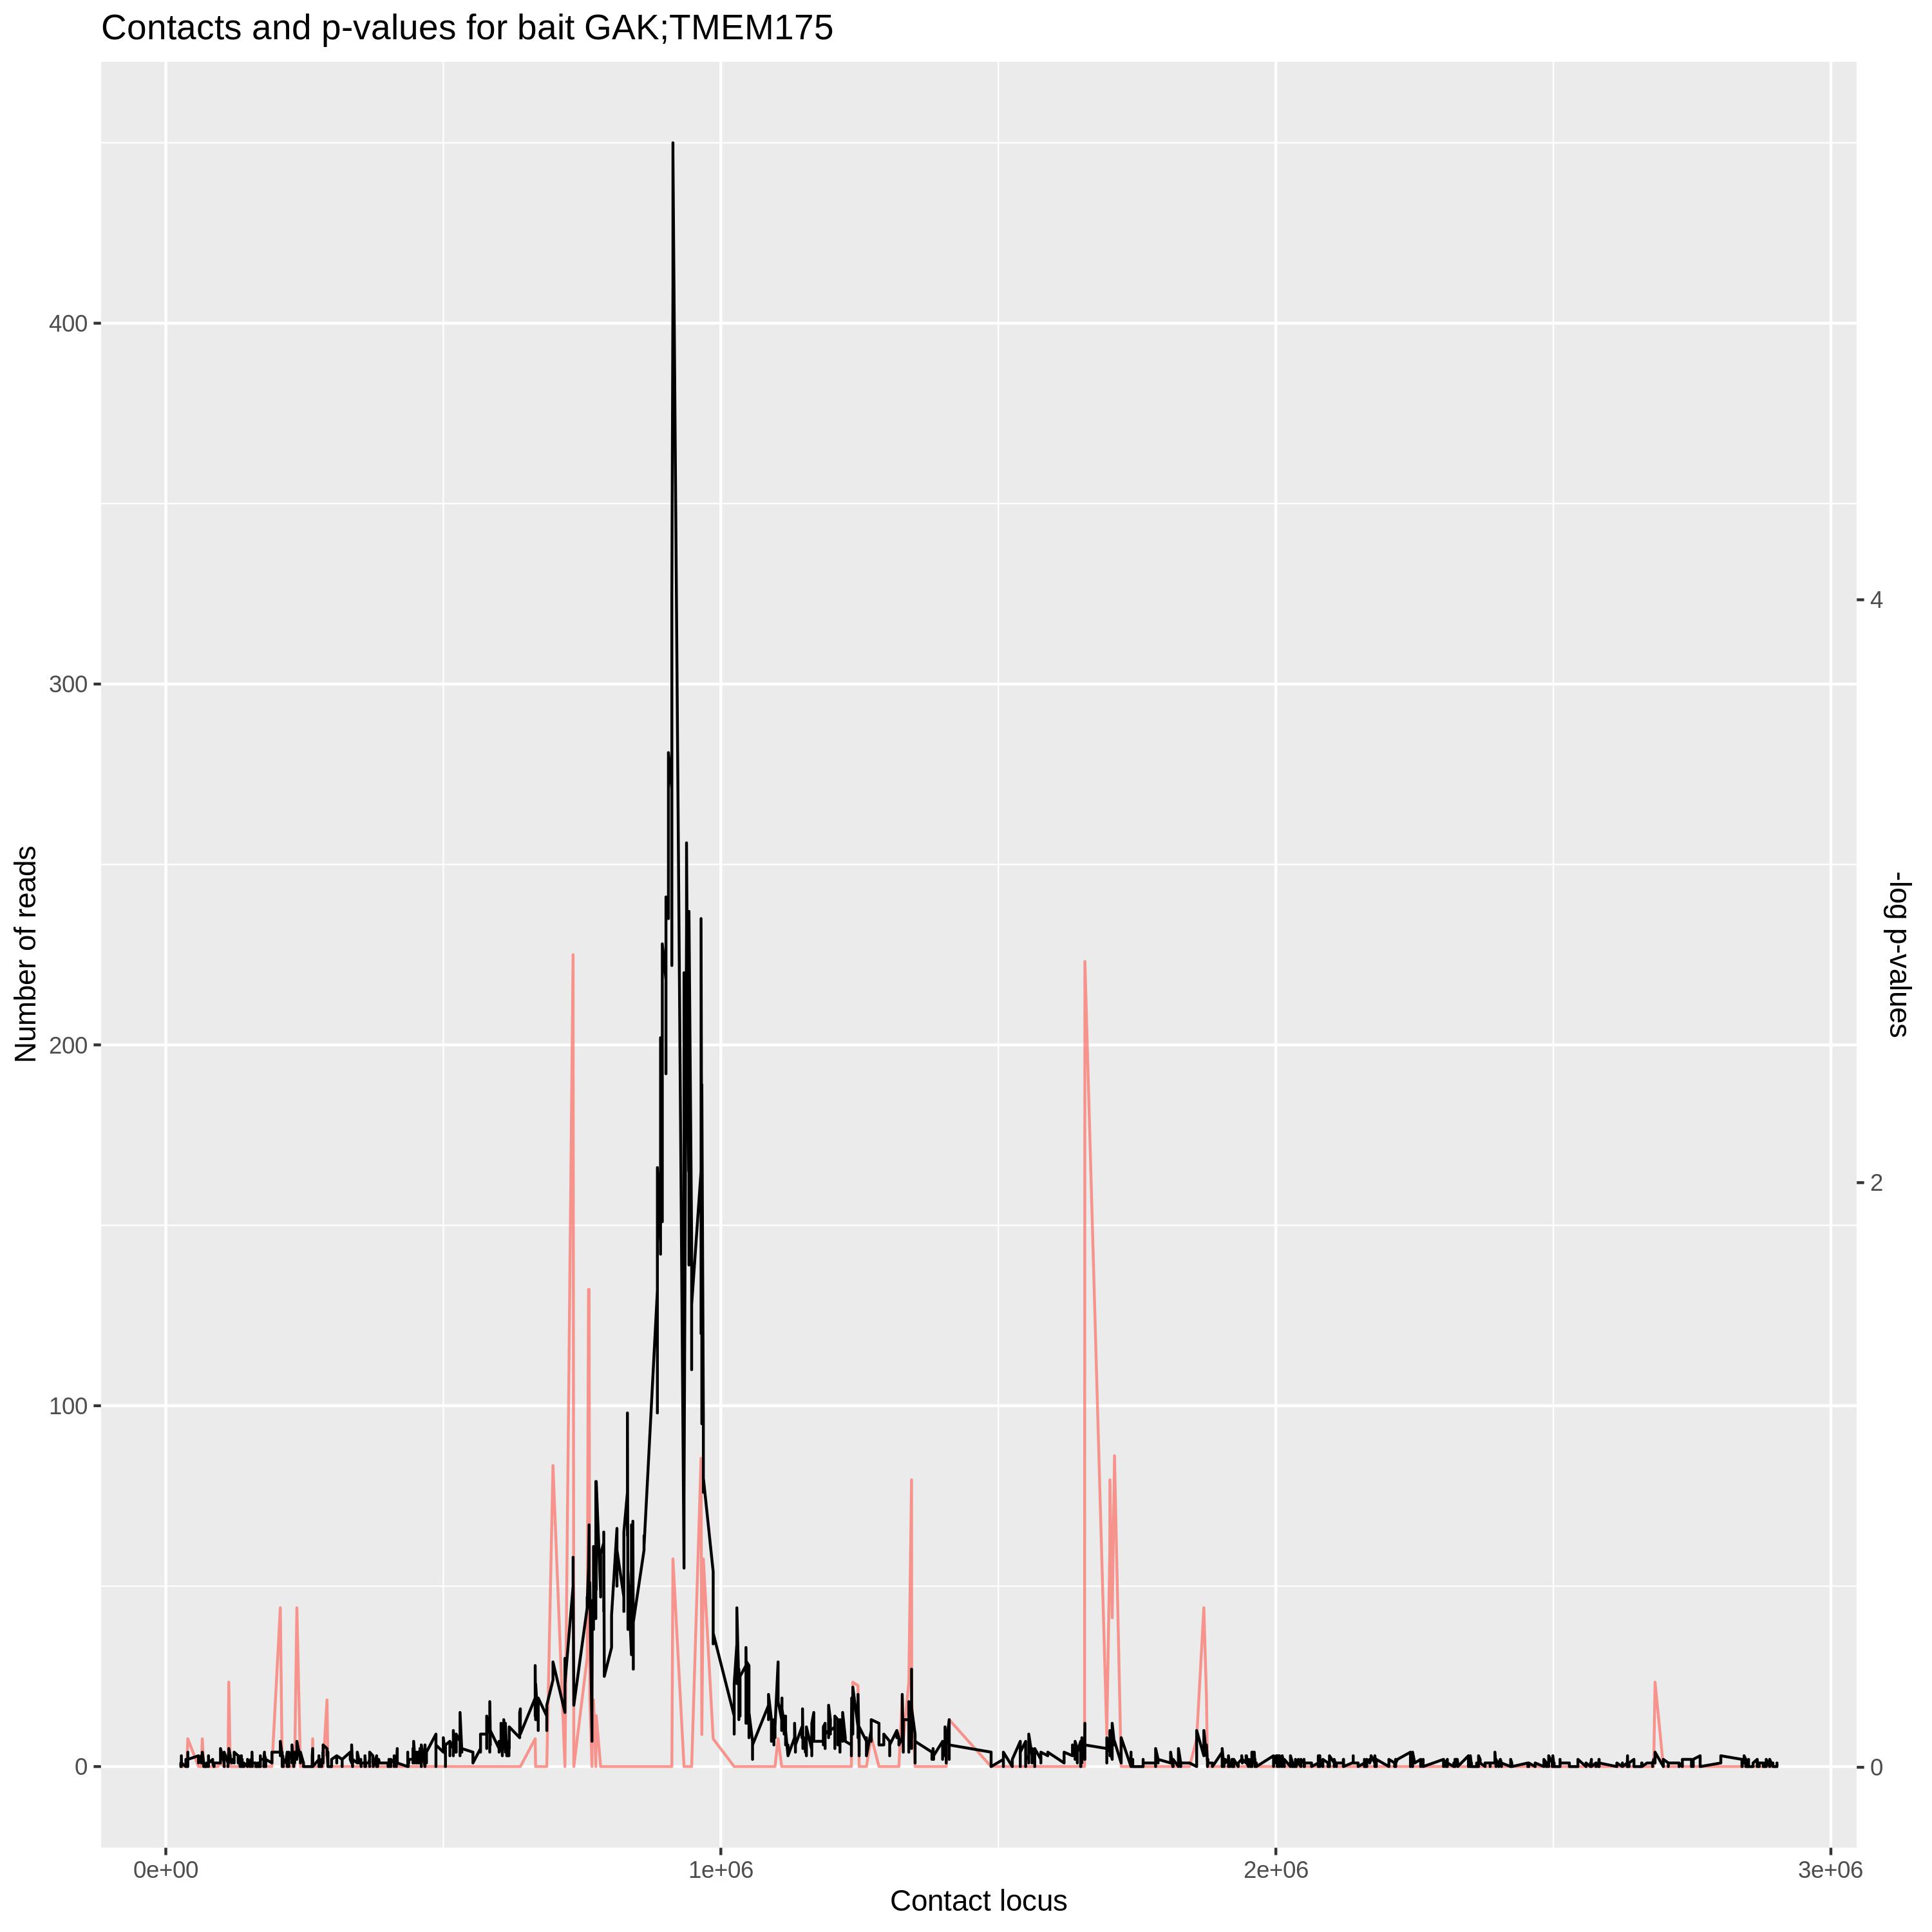 Contacts and p-values for bait GAK;TMEM175
Number of reads
400
300
200
100
0
-log p-values
4
2
0
0e+00
1e+06
2e+06
3e+06
Contact locus